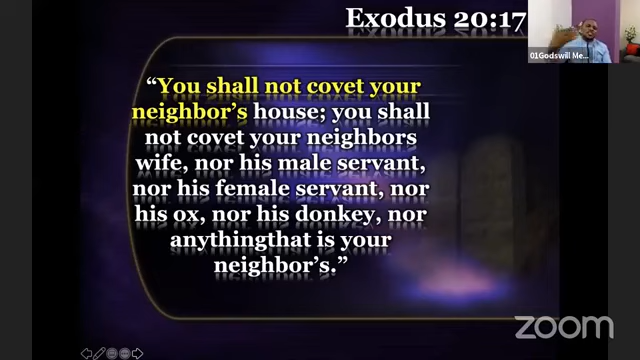 Exodus 20:17
01Godswill Me...
“You shall not covet your
neighbor’s house; you shall
not covet your neighbors
wife, nor his male servant,
nor his female servant, nor
his ox, nor his donkey, nor
anythingthat is your
neighbor’s.”
zoom